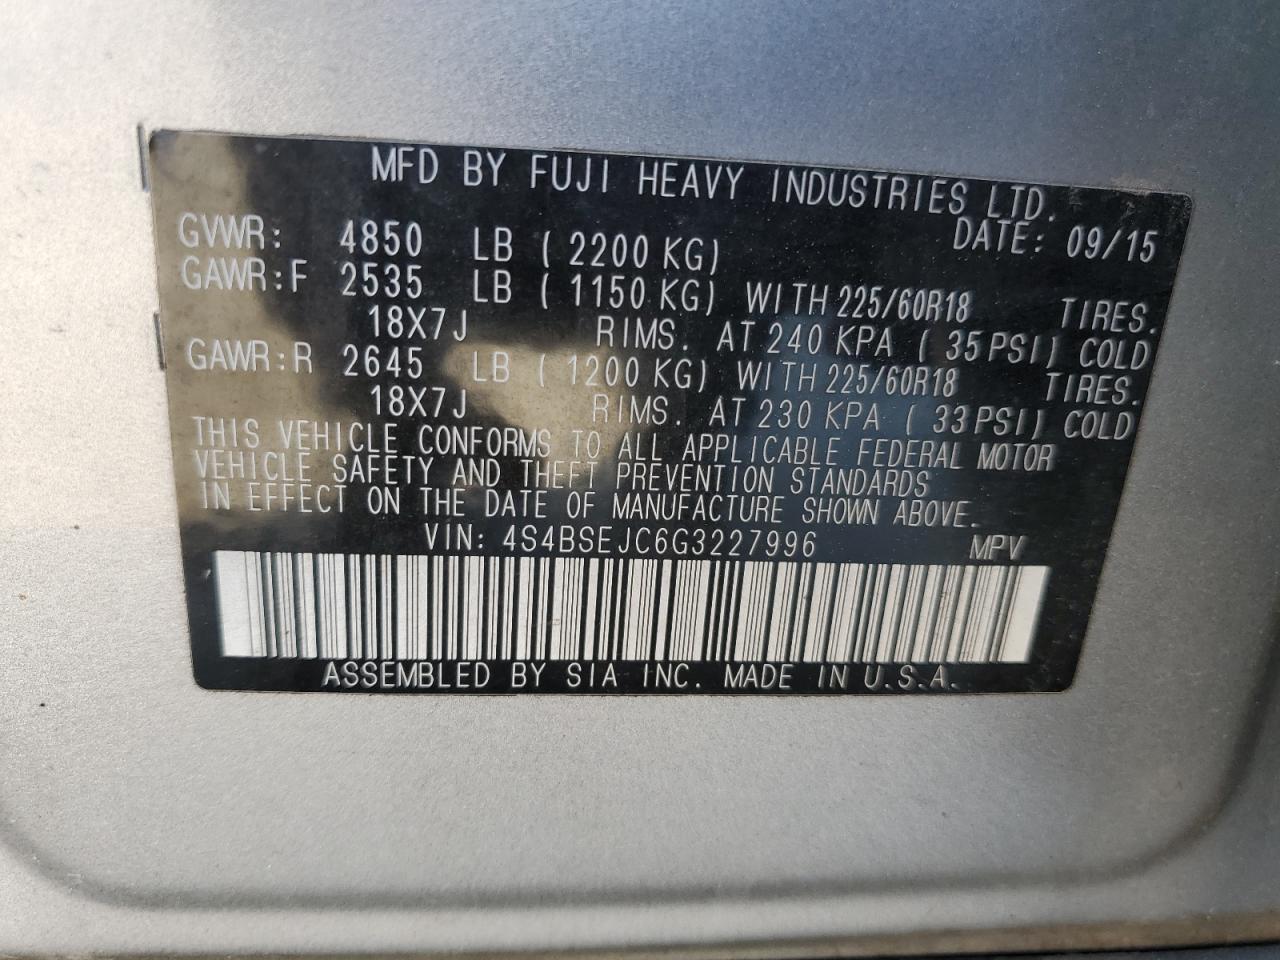 MFD BY FUJI HEAVY INDUSTRIES LTD.
DATE: 09/15
GVWR: 4850 LB ( 2200 KG)
GAWR:F 2535 LB ( 1150 KG) WITH 225/60R18 TIRES.
18X7J RIMS. AT 240 KPA ( 35 PSI) COLD
GAWR:R 2645 LB ( 1200 KG) WITH 225/60R18 TIRES.
18X7J RIMS. AT 230 KPA ( 33 PSI) COLD
THIS VEHICLE CONFORMS TO ALL APPLICABLE FEDERAL MOTOR
VEHICLE SAFETY AND THEFT PREVENTION STANDARDS
IN EFFECT ON THE DATE OF MANUFACTURE SHOWN ABOVE.
VIN: 4S4BSEJC6G3227996 MPV
ASSEMBLED BY SIA INC. MADE IN U.S.A.